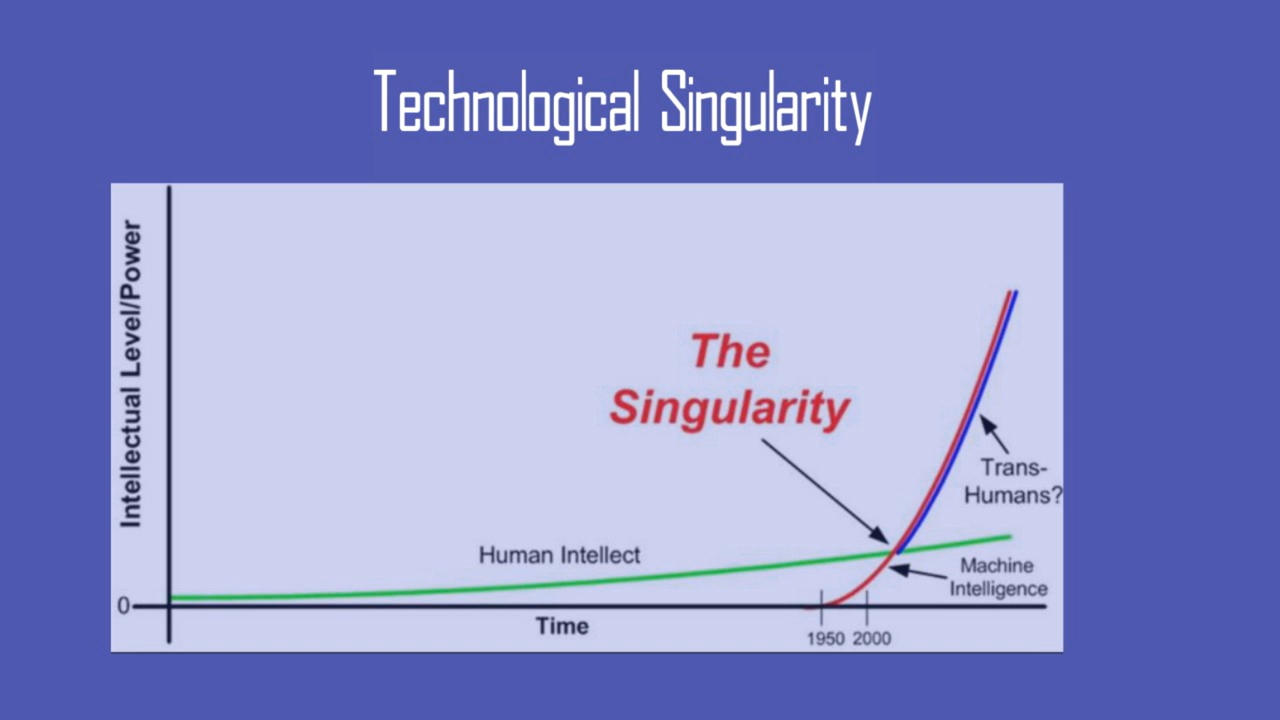 Technological Singularity
Intellectual Level/Power
The
Singularity
Trans-
Humans?
Human Intellect
Machine
Intelligence
0
Time
1950 2000